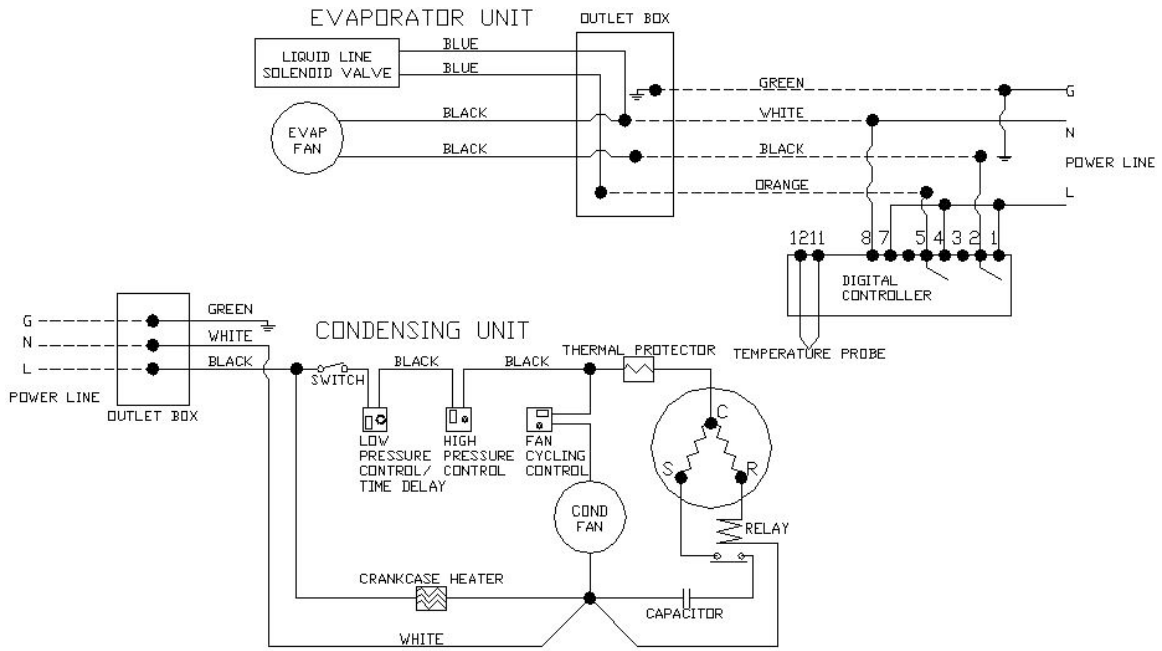 EVAPORATOR UNIT
OUTLET BOX
LIQUID LINE
SOLENOID VALVE
BLUE
BLUE
EVAP
FAN
BLACK
BLACK
GREEN
WHITE
BLACK
ORANGE
G
N
POWER LINE
L
12 11 8 7 5 4 3 2 1
DIGITAL
CONTROLLER
TEMPERATURE PROBE
G
N
L
POWER LINE
OUTLET BOX
GREEN
WHITE
BLACK
CONDENSING UNIT
SWITCH
BLACK
BLACK
THERMAL PROTECTOR
LOW
PRESSURE
CONTROL/
TIME DELAY
HIGH
PRESSURE
CONTROL
FAN
CYCLING
CONTROL
C
S
R
COND
FAN
RELAY
CRANKCASE HEATER
CAPACITOR
WHITE